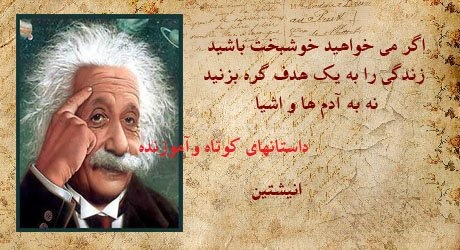 اگر می خواهید خوشبخت باشید
زندگی را به یک هدف گره بزنید
نه به آدم ها و اشیا
داستانهای کوتاه و آموزنده
انیشتین